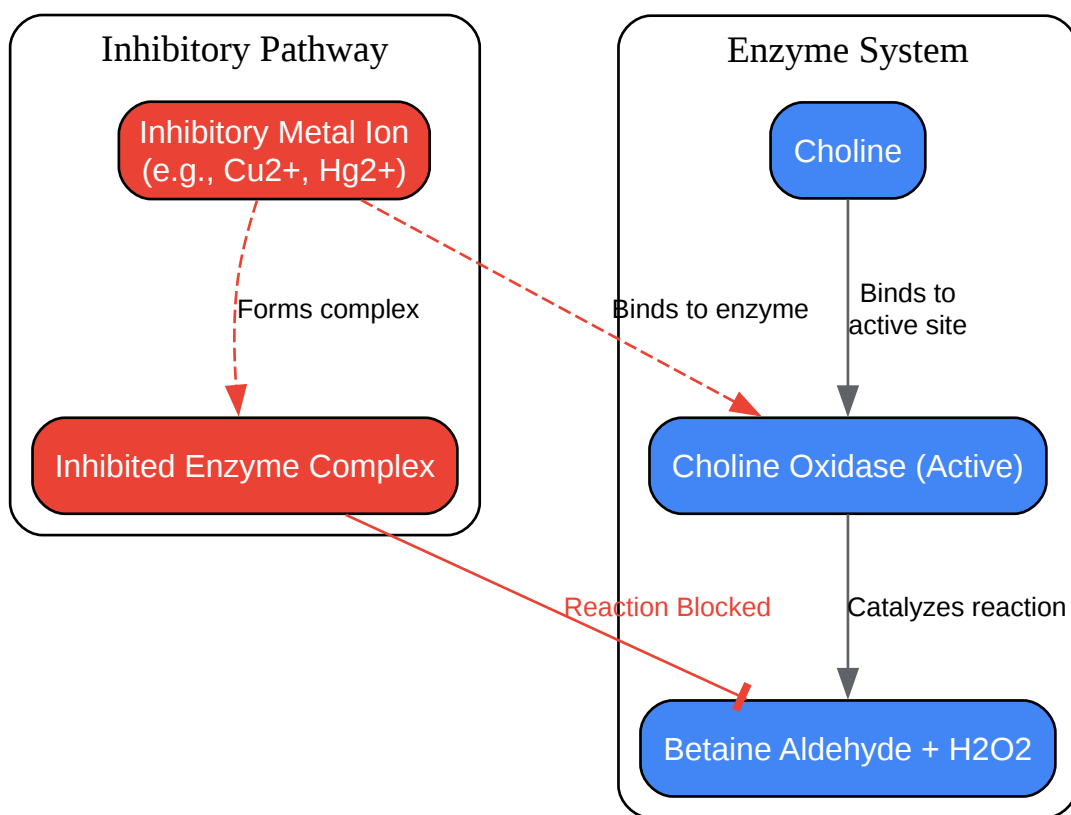 Inhibitory Pathway
Inhibitory Metal Ion
(e.g., Cu2+, Hg2+)
Forms complex
Inhibited Enzyme Complex
Enzyme System
Choline
Binds to enzyme
Binds to
active site
Choline Oxidase (Active)
Reaction Blocked
Catalyzes reaction
Betaine Aldehyde + H2O2